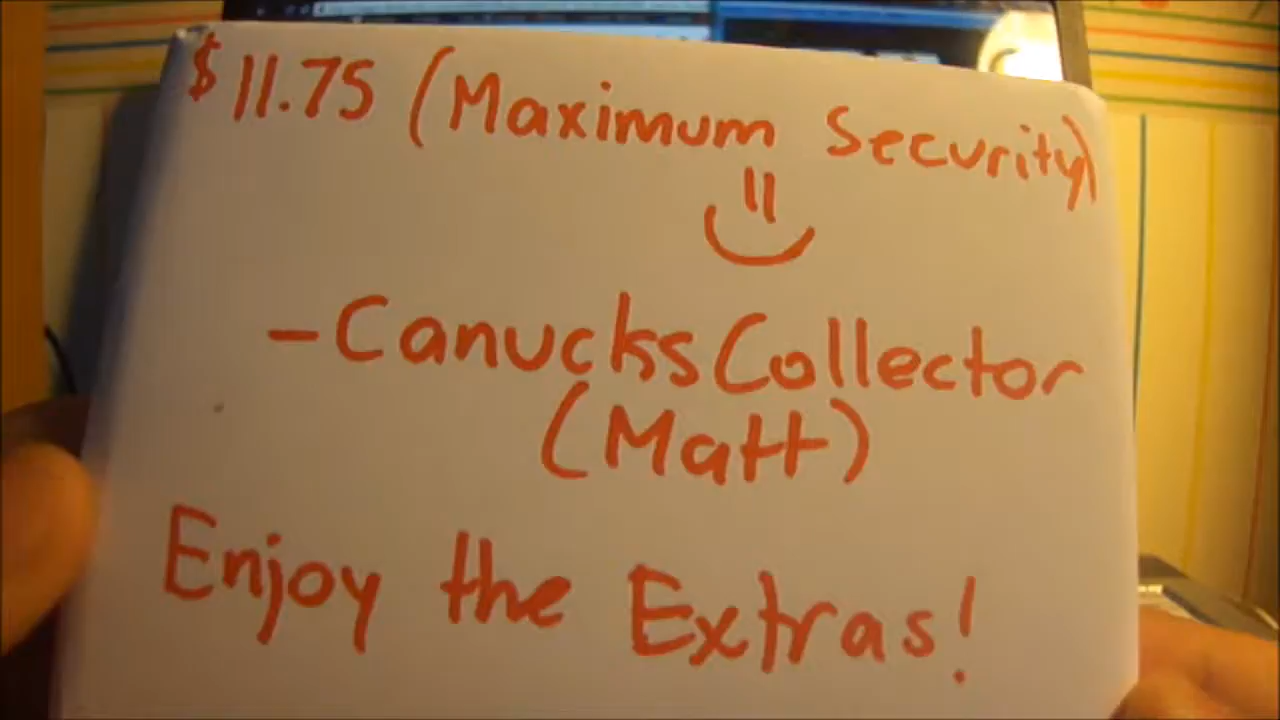 $11.75 (Maximum Security)
-CanucksCollector
(Matt)
Enjoy the Extras!